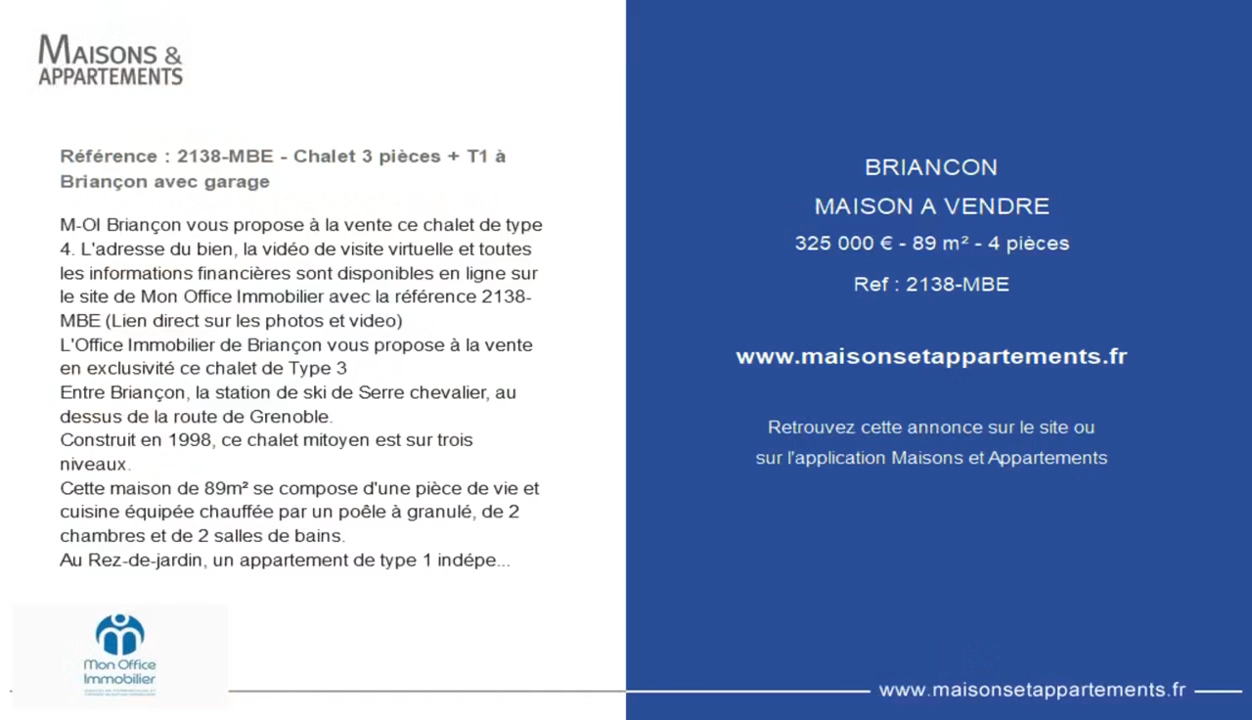 MAISONS &
APPARTEMENTS
Référence : 2138-MBE - Chalet 3 pièces + T1 à
Briançon avec garage
M-OI Briançon vous propose à la vente ce chalet de type
4. L'adresse du bien, la vidéo de visite virtuelle et toutes
les informations financières sont disponibles en ligne sur
le site de Mon Office Immobilier avec la référence 2138-
MBE (Lien direct sur les photos et video)
L'Office Immobilier de Briançon vous propose à la vente
en exclusivité ce chalet de Type 3
Entre Briançon, la station de ski de Serre chevalier, au
dessus de la route de Grenoble.
Construit en 1998, ce chalet mitoyen est sur trois
niveaux.
Cette maison de 89m² se compose d'une pièce de vie et
cuisine équipée chauffée par un poêle à granulé, de 2
chambres et de 2 salles de bains.
Au Rez-de-jardin, un appartement de type 1 indépe...
Mon Office
Immobilier
BRIANCON
MAISON A VENDRE
325 000 € - 89 m² - 4 pièces
Ref : 2138-MBE
www.maisonsetappartements.fr
Retrouvez cette annonce sur le site ou
sur l'application Maisons et Appartements
www.maisonsetappartements.fr